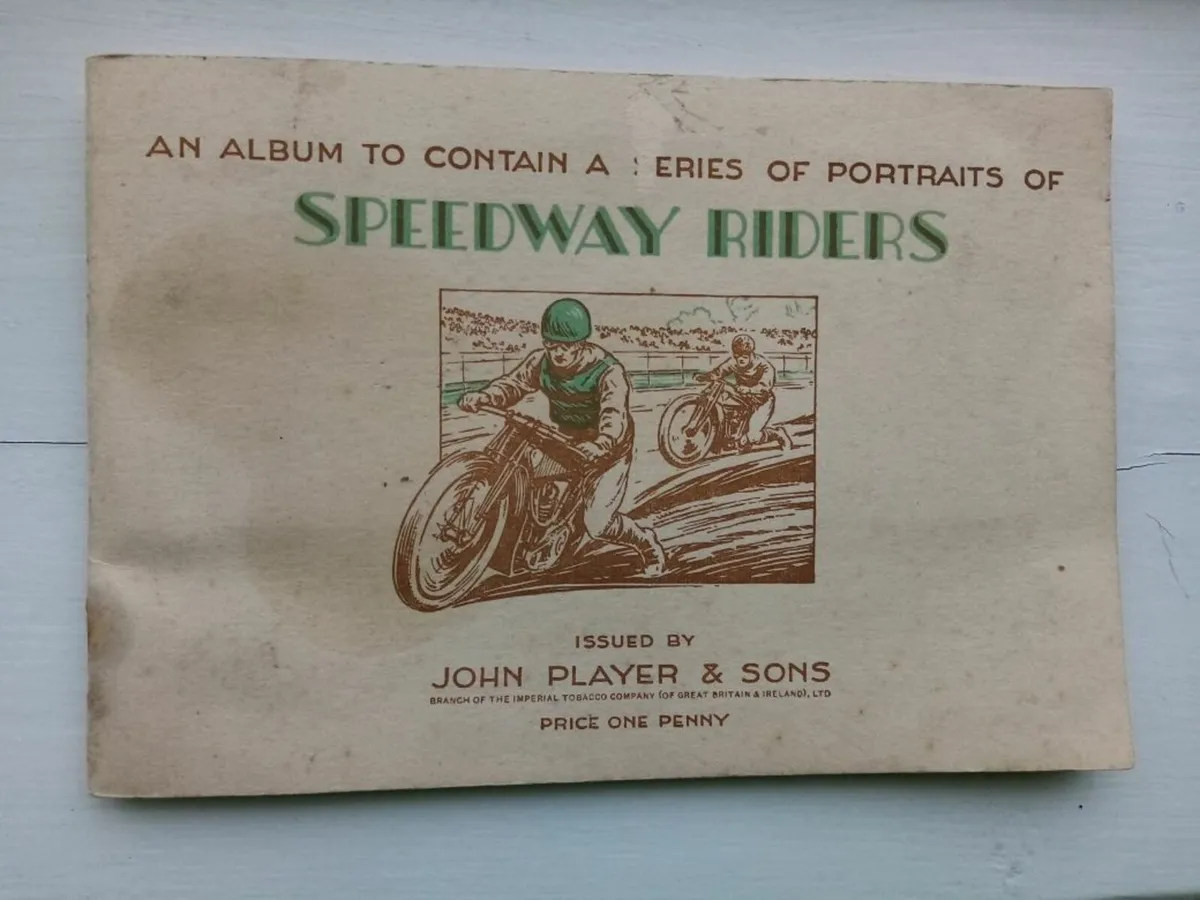 AN ALBUM TO CONTAIN A ERIES OF PORTRAITS OF
SPEEDWAY RIDERS
ISSUED BY
JOHN PLAYER & SONS
BRANCH OF THE IMPERIAL TOBACCO COMPANY (OF GREAT BRITAIN & IRELAND), LTD
PRICE ONE PENNY